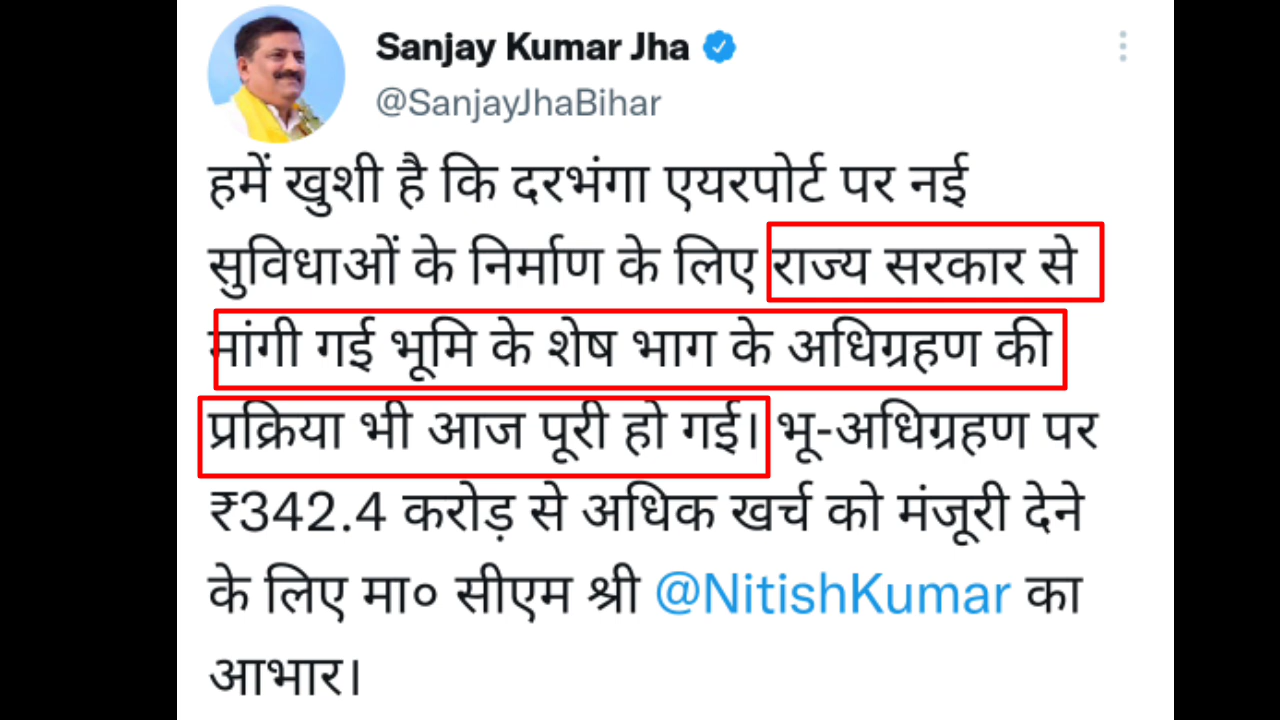 Sanjay Kumar Jha
@SanjayJhaBihar
हमें खुशी है कि दरभंगा एयरपोर्ट पर नई
सुविधाओं के निर्माण के लिए राज्य सरकार से
मांगी गई भूमि के शेष भाग के अधिग्रहण की
प्रक्रिया भी आज पूरी हो गई। भू-अधिग्रहण पर
₹342.4 करोड़ से अधिक खर्च को मंजूरी देने
के लिए मा० सीएम श्री @NitishKumar का
आभार।